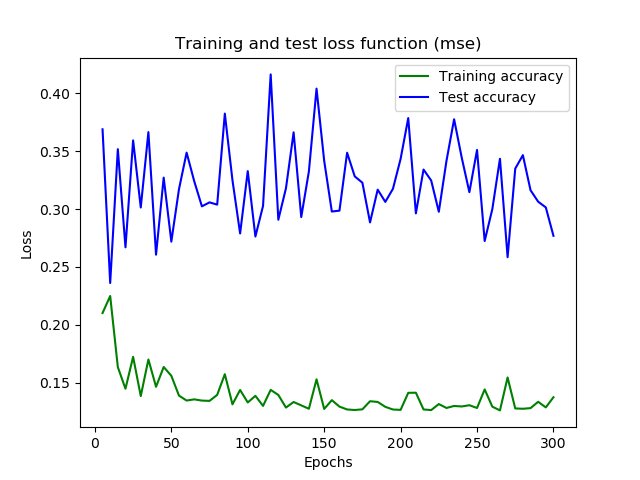 Training and test loss function (mse)
Training accuracy
Test accuracy
0.40
0.35
0.30
0.25
0.20
0.15
Loss
0 50 100 150 200 250 300
Epochs